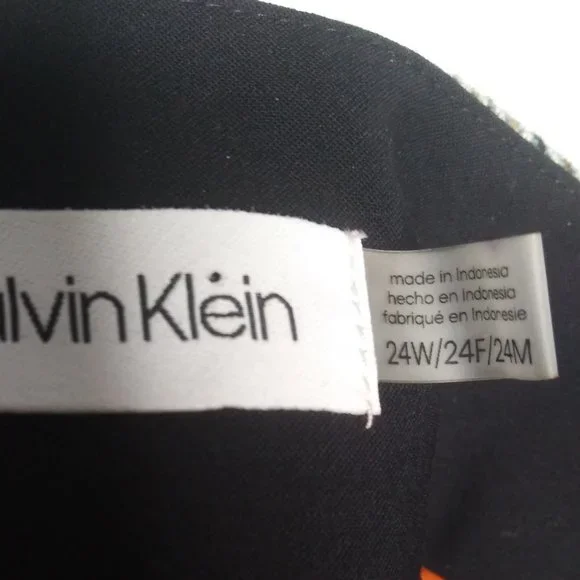 alvin Klein
made in Indonesia
hecho en Indonesia
fabriqué en Indonesie
24W/24F/24M